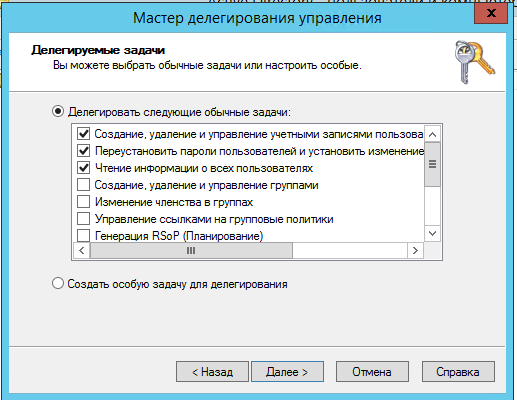 Мастер делегирования управления
Делегируемые задачи
Вы можете выбрать обычные задачи или настроить особые.
Делегировать следующие обычные задачи:
Создание, удаление и управление учетными записями пользова
Переустановить пароли пользователей и установить изменение
Чтение информации о всех пользователях
Создание, удаление и управление группами
Изменение членства в группах
Управление ссылками на групповые политики
Генерация RSoP (Планирование)
Создать особую задачу для делегирования
< Назад
Далее >
Отмена
Справка